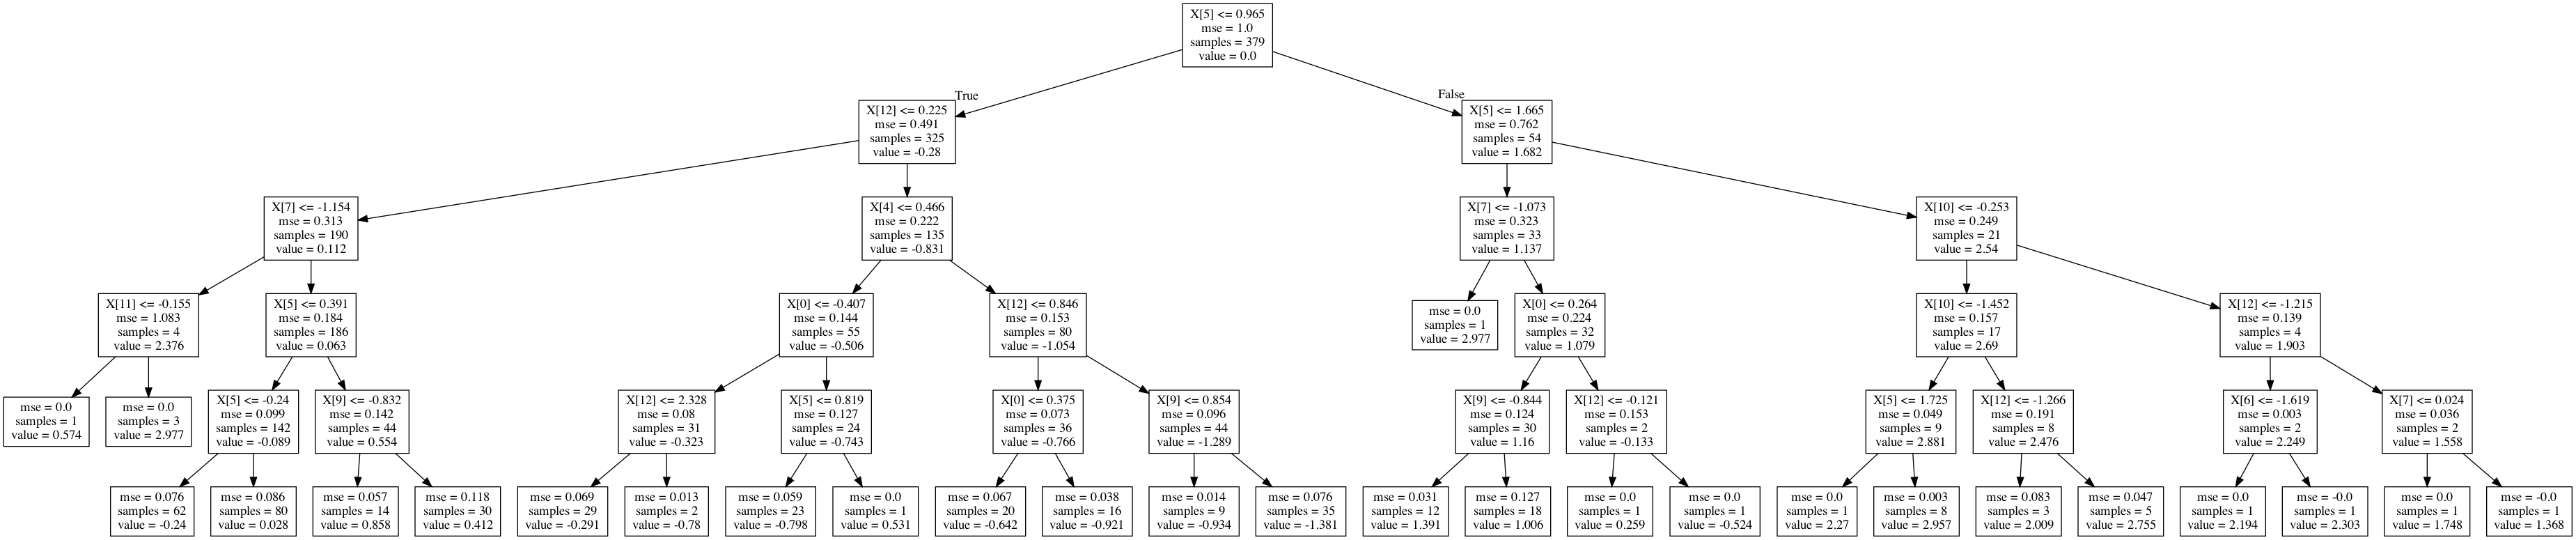 X[5] <= 0.965
mse = 1.0
samples = 379
value = 0.0
True
False
X[12] <= 0.225
mse = 0.491
samples = 325
value = -0.28
X[5] <= 1.665
mse = 0.762
samples = 54
value = 1.682
X[7] <= -1.154
mse = 0.313
samples = 190
value = 0.112
X[4] <= 0.466
mse = 0.222
samples = 135
value = -0.831
X[7] <= -1.073
mse = 0.323
samples = 33
value = 1.137
X[10] <= -0.253
mse = 0.249
samples = 21
value = 2.54
X[11] <= -0.155
mse = 1.083
samples = 4
value = 2.376
X[5] <= 0.391
mse = 0.184
samples = 186
value = 0.063
X[0] <= -0.407
mse = 0.144
samples = 55
value = -0.506
X[12] <= 0.846
mse = 0.153
samples = 80
value = -1.054
mse = 0.0
samples = 1
value = 2.977
X[0] <= 0.264
mse = 0.224
samples = 32
value = 1.079
X[10] <= -1.452
mse = 0.157
samples = 17
value = 2.69
X[12] <= -1.215
mse = 0.139
samples = 4
value = 1.903
mse = 0.0
samples = 1
value = 0.574
mse = 0.0
samples = 3
value = 2.977
X[5] <= -0.24
mse = 0.099
samples = 142
value = -0.089
X[9] <= -0.832
mse = 0.142
samples = 44
value = 0.554
X[12] <= 2.328
mse = 0.08
samples = 31
value = -0.323
X[5] <= 0.819
mse = 0.127
samples = 24
value = -0.743
X[0] <= 0.375
mse = 0.073
samples = 36
value = -0.766
X[9] <= 0.854
mse = 0.096
samples = 44
value = -1.289
X[9] <= -0.844
mse = 0.124
samples = 30
value = 1.16
X[12] <= -0.121
mse = 0.153
samples = 2
value = -0.133
X[5] <= 1.725
mse = 0.049
samples = 9
value = 2.881
X[12] <= -1.266
mse = 0.191
samples = 8
value = 2.476
X[6] <= -1.619
mse = 0.003
samples = 2
value = 2.249
X[7] <= 0.024
mse = 0.036
samples = 2
value = 1.558
mse = 0.076
samples = 62
value = -0.24
mse = 0.086
samples = 80
value = 0.028
mse = 0.057
samples = 14
value = 0.858
mse = 0.118
samples = 30
value = 0.412
mse = 0.069
samples = 29
value = -0.291
mse = 0.013
samples = 2
value = -0.78
mse = 0.059
samples = 23
value = -0.798
mse = 0.0
samples = 1
value = 0.531
mse = 0.067
samples = 20
value = -0.642
mse = 0.038
samples = 16
value = -0.921
mse = 0.014
samples = 9
value = -0.934
mse = 0.076
samples = 35
value = -1.381
mse = 0.031
samples = 12
value = 1.391
mse = 0.127
samples = 18
value = 1.006
mse = 0.0
samples = 1
value = 0.259
mse = 0.0
samples = 1
value = -0.524
mse = 0.0
samples = 1
value = 2.27
mse = 0.003
samples = 8
value = 2.957
mse = 0.083
samples = 3
value = 2.009
mse = 0.047
samples = 5
value = 2.755
mse = 0.0
samples = 1
value = 2.194
mse = -0.0
samples = 1
value = 2.303
mse = 0.0
samples = 1
value = 1.748
mse = -0.0
samples = 1
value = 1.368